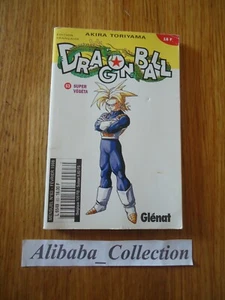 AKIRA TORIYAMA
DRAGON BALL
SUPER
VEGETA
Glénat
Alibaba_Collection